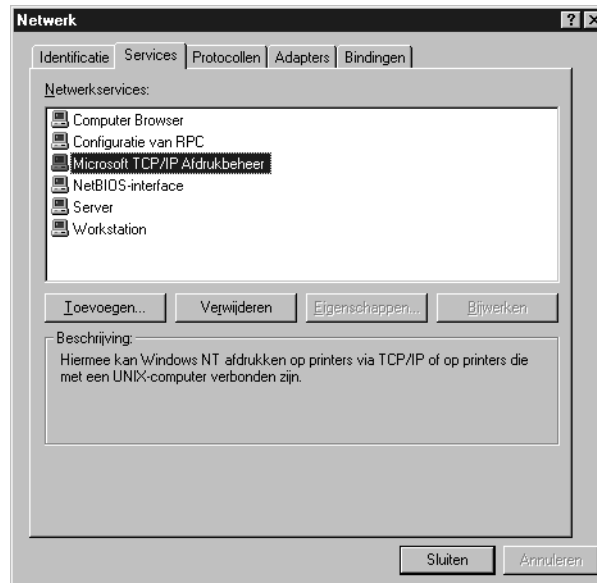 Netwerk
Identificatie Services Protocollen Adapters Bindingen
Netwerkservices:
Computer Browser
Configuratie van RPC
Microsoft TCP/IP Afdrukbeheer
NetBIOS-interface
Server
Workstation
Toevoegen... Verwijderen Eigenschappen... Bijwerken
Beschrijving:
Hiermee kan Windows NT afdrukken op printers via TCP/IP of op printers die
met een UNIX-computer verbonden zijn.
Sluiten Annuleren